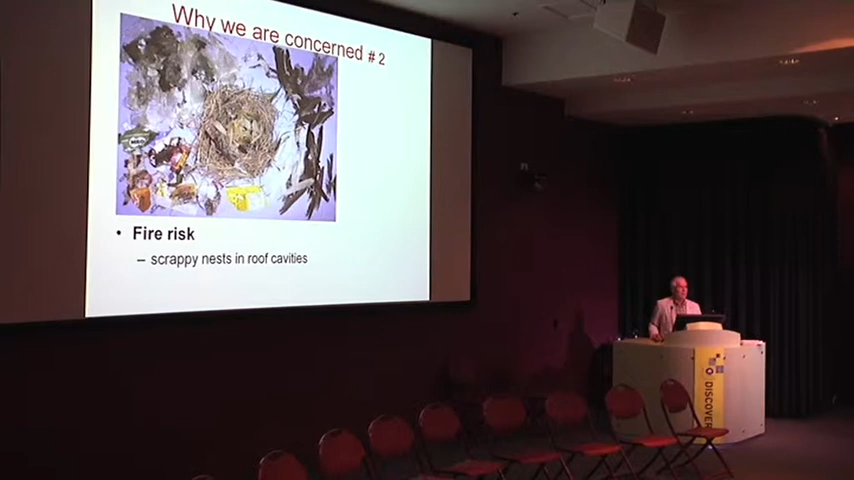 Why we are concerned # 2
• Fire risk
– scrappy nests in roof cavities
DISCOVER